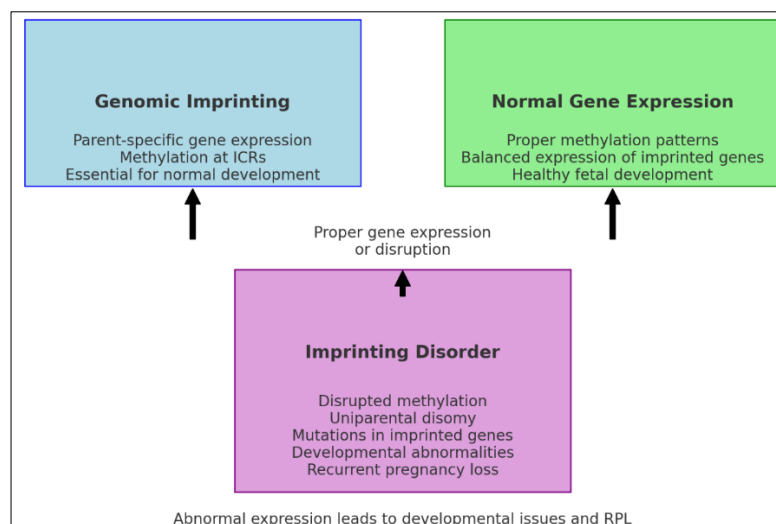 Genomic Imprinting
Parent-specific gene expression
Methylation at ICRs
Essential for normal development
Normal Gene Expression
Proper methylation patterns
Balanced expression of imprinted genes
Healthy fetal development
Proper gene expression
or disruption
Imprinting Disorder
Disrupted methylation
Uniparental disomy
Mutations in imprinted genes
Developmental abnormalities
Recurrent pregnancy loss
Abnormal expression leads to developmental issues and RPL